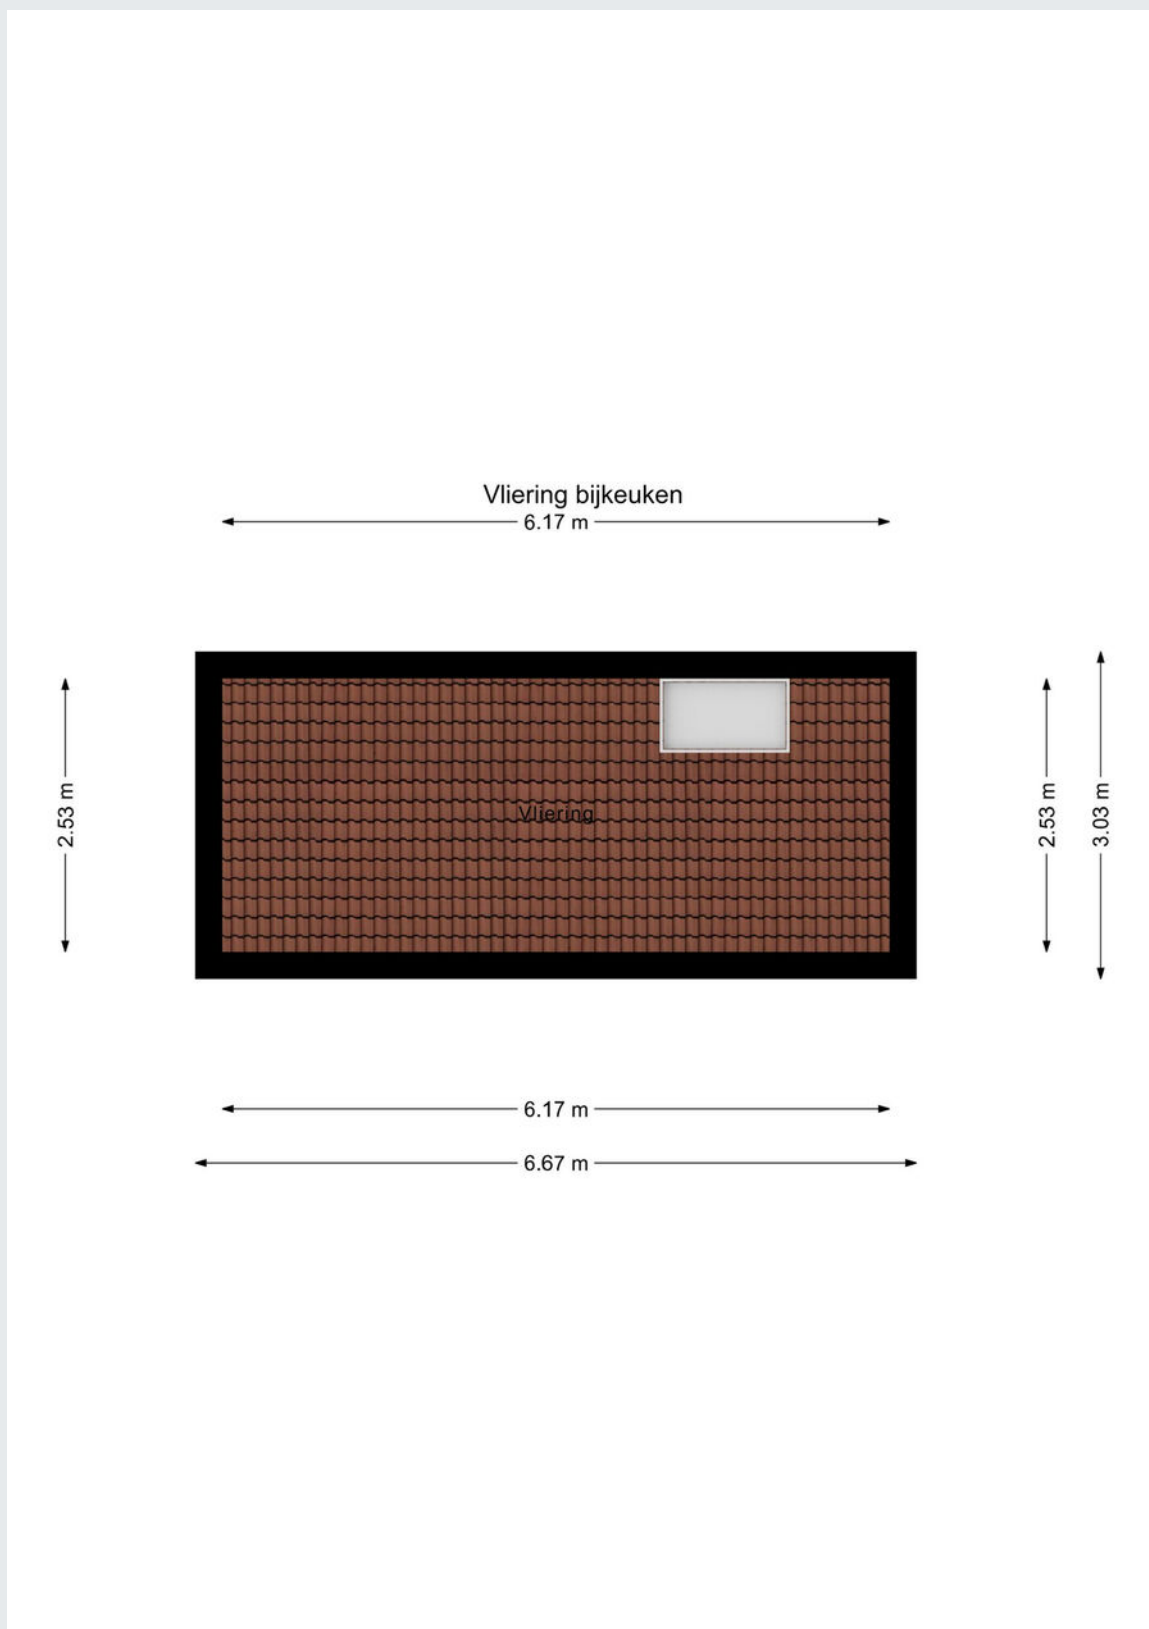 Vliering bijkeuken
6.17 m
2.53 m
Vliering
2.53 m
3.03 m
6.17 m
6.67 m